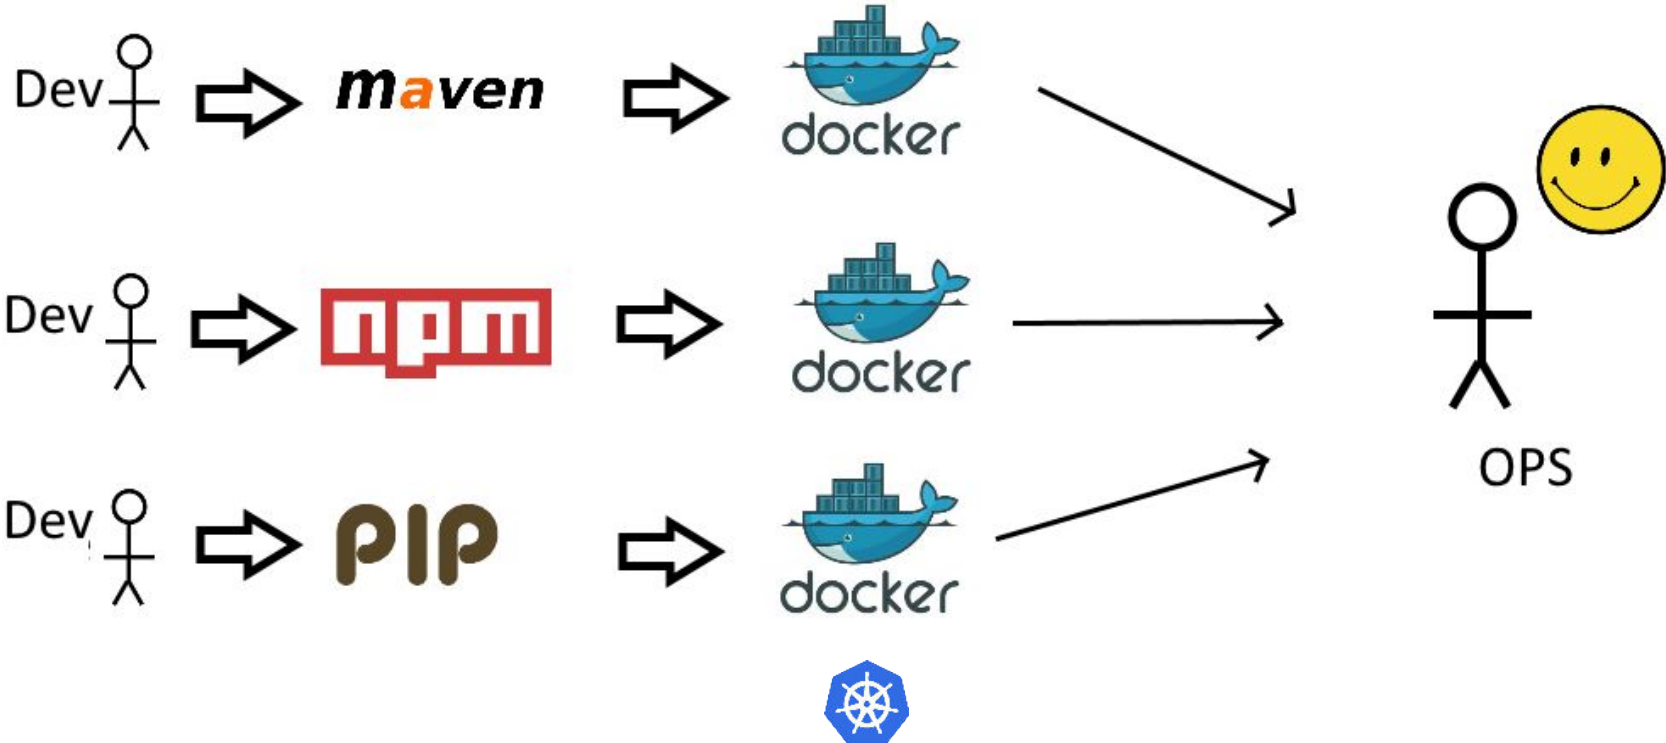 Dev
maven
docker
Dev
npm
docker
OPS
Dev
PIP
docker